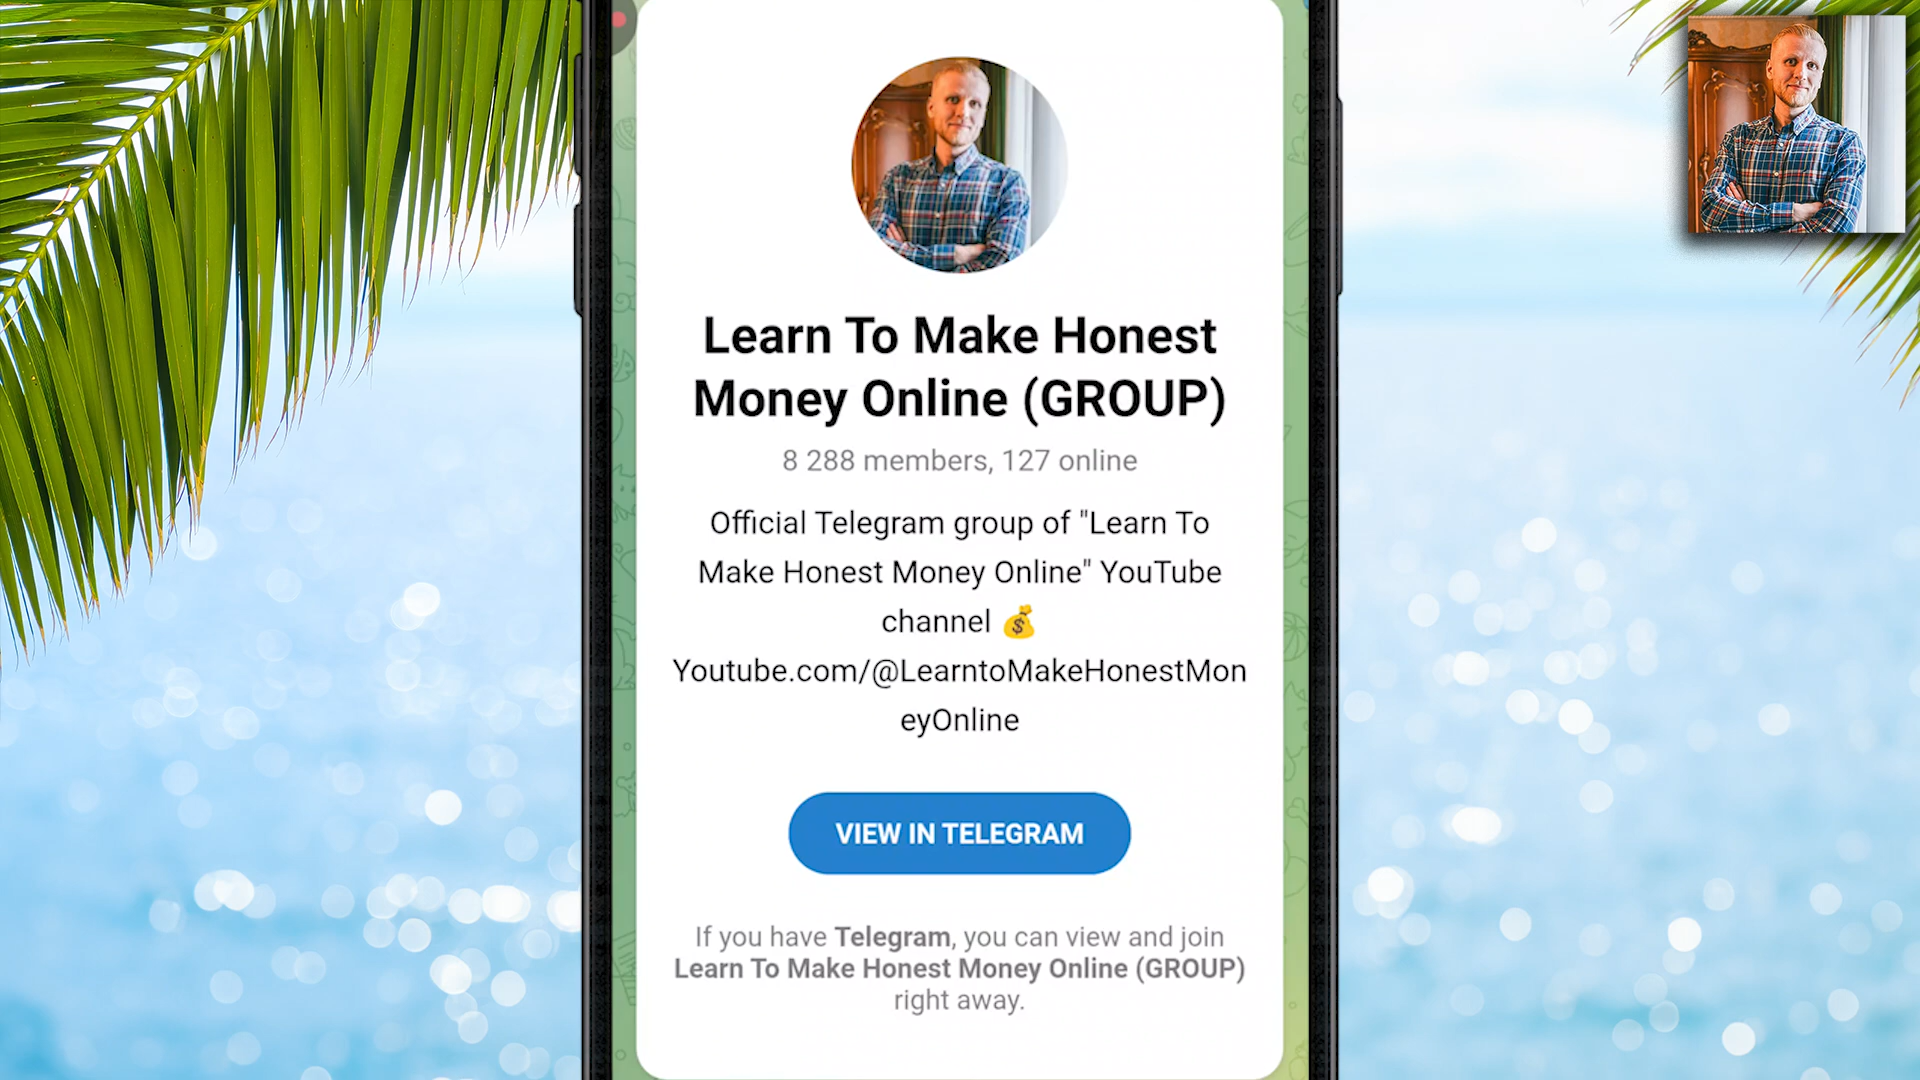 Learn To Make Honest
Money Online (GROUP)
8 288 members, 127 online
Official Telegram group of "Learn To
Make Honest Money Online" YouTube
channel 💰
Youtube.com/@LearntoMakeHonestMon
eyOnline
VIEW IN TELEGRAM
If you have Telegram, you can view and join
Learn To Make Honest Money Online (GROUP)
right away.